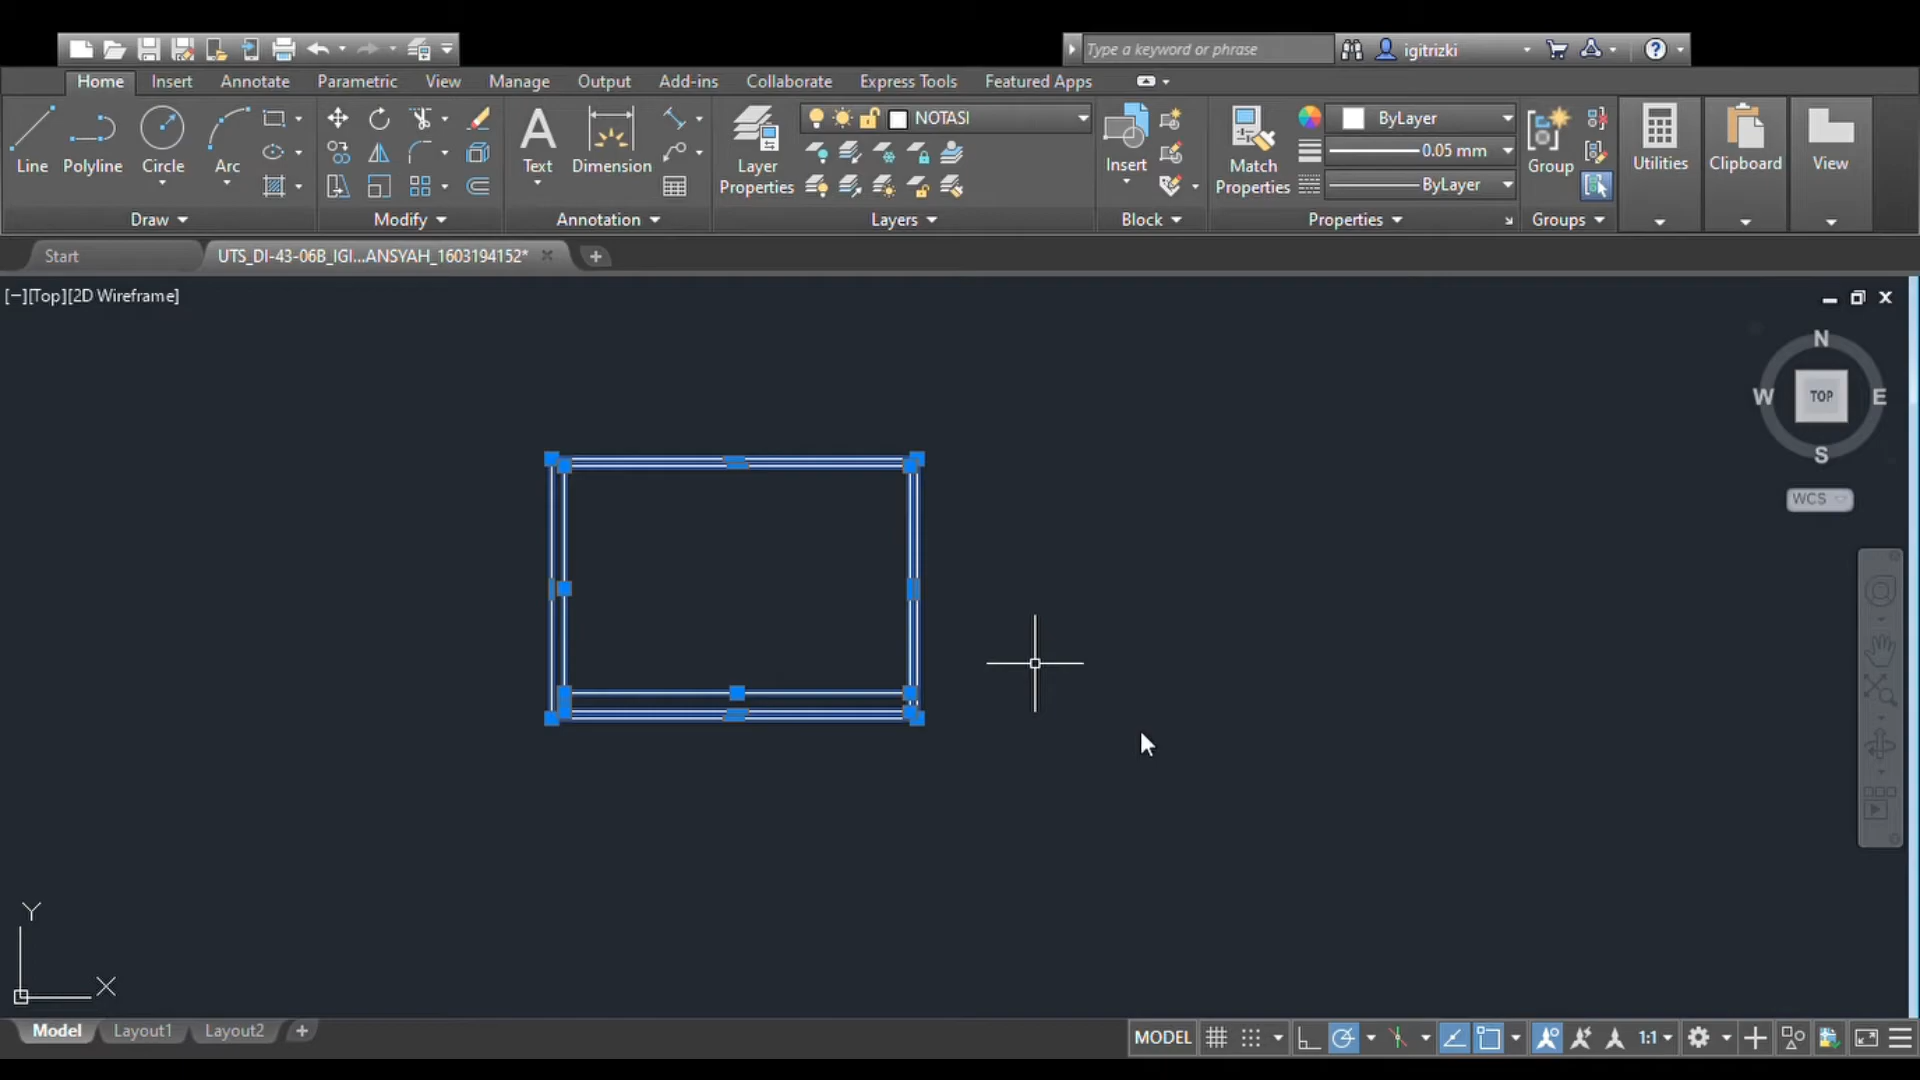 Type a keyword or phrase igitrizki
Home Insert Annotate Parametric View Manage Output Add-ins Collaborate Express Tools Featured Apps
NOTASI ByLayer
0.05 mm
Line Polyline Circle Arc Text Dimension Layer Properties Insert Match Properties ByLayer Group Utilities Clipboard View
Draw Modify Annotation Layers Block Properties Groups
Start UTS_DI-43-06B_IGI...ANSYAH_1603194152*
[−][Top][2D Wireframe]
N
W TOP E
S
WCS
Y
X
Model Layout1 Layout2
MODEL 1:1